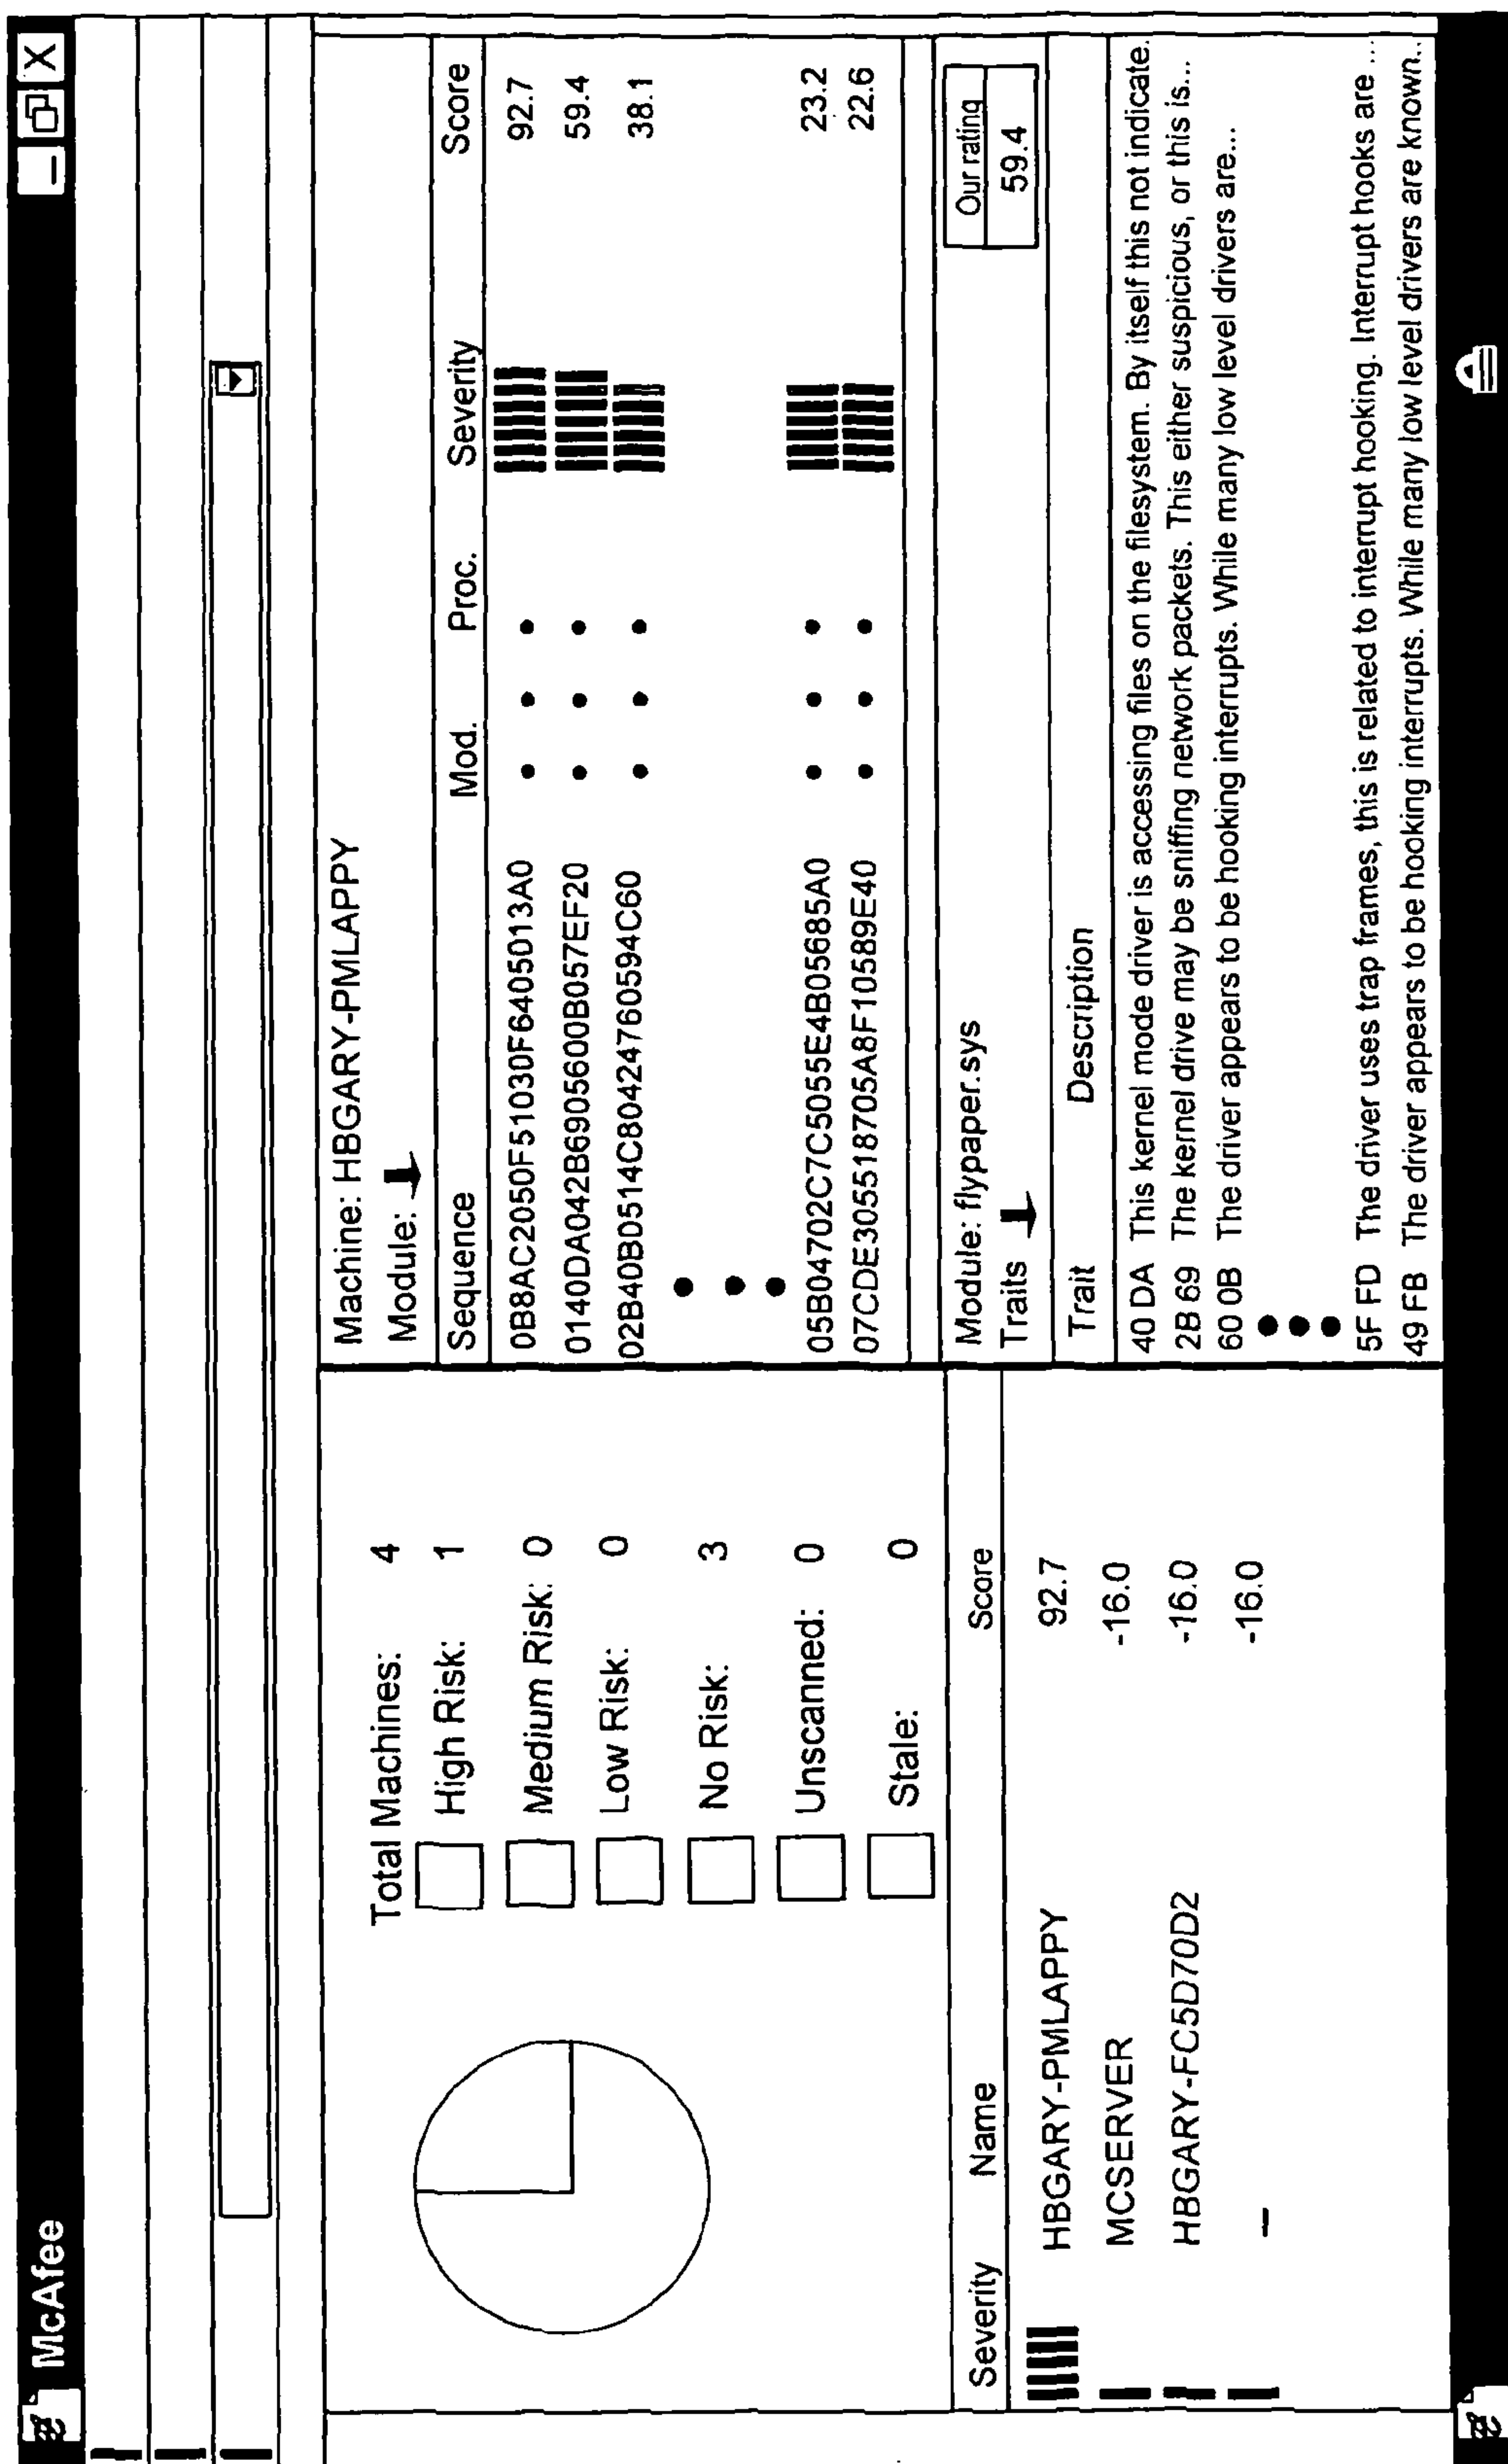 McAfee
X
Total Machines: 4
High Risk: 1
Medium Risk: 0
Low Risk: 0
No Risk: 3
Unscanned: 0
Stale: 0
Severity Name Score
HBGARY-PMLAPPY 92.7
MCSERVER -16.0
HBGARY-FC5D70D2 -16.0
-16.0
Machine: HBGARY-PMLAPPY
Module:
Sequence Mod. Proc. Severity Score
0B8AC2050F51030F6405013A0 92.7
0140DA042B6905600B057EF20 59.4
02B40BD0514C80424760594C60 38.1
05B04702C7C5055E4B05685A0 23.2
07CDE305518705A8F10589E40 22.6
Module: flypaper.sys
Our rating
Traits 59.4
Trait Description
40 DA This kernel mode driver is accessing files on the filesystem. By itself this not indicate.
2B 69 The kernel drive may be sniffing network packets. This either suspicious, or this is...
60 0B The driver appears to be hooking interrupts. While many low level drivers are...
5F FD The driver uses trap frames, this is related to interrupt hooking. Interrupt hooks are ...
49 FB The driver appears to be hooking interrupts. While many low level drivers are known..